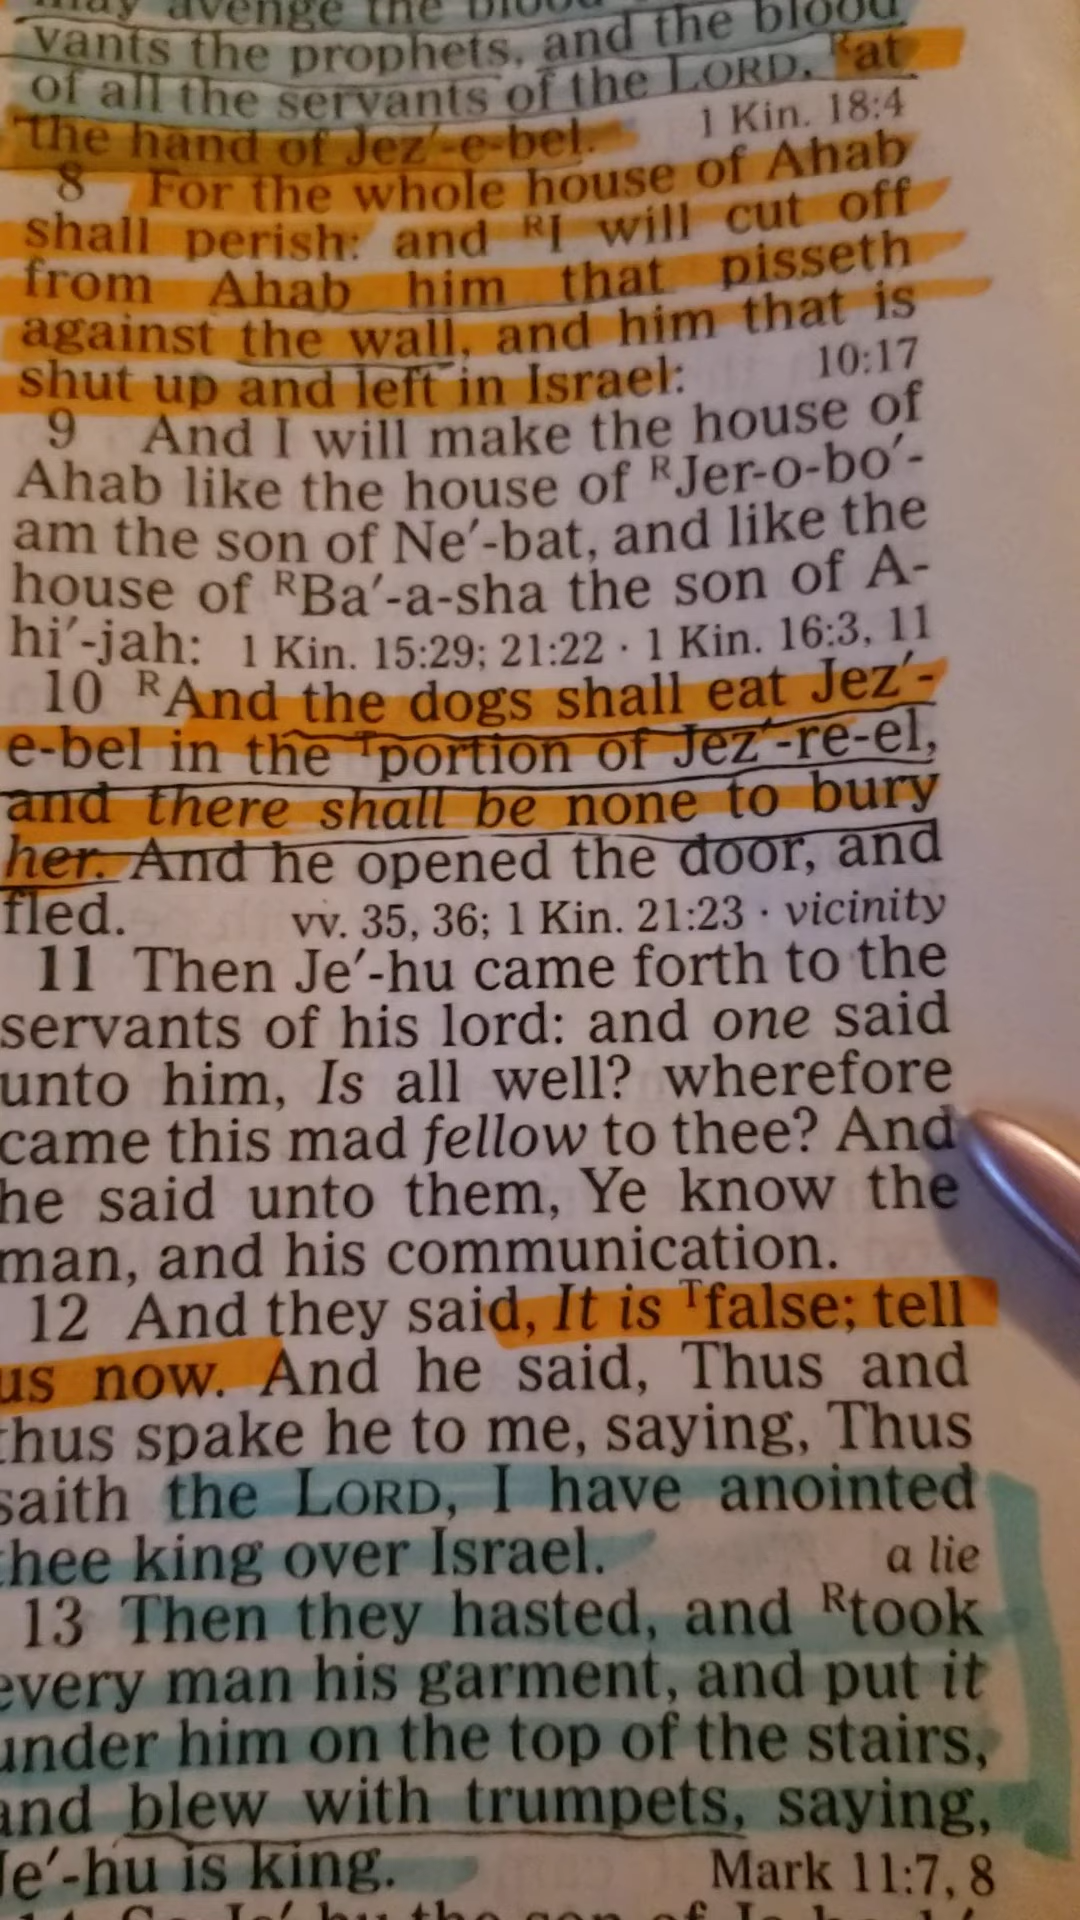 may avenge the blood
vants the prophets, and the blood
of all the servants of the LORD, ᴿat
the hand of Jez′-e-bel. 1 Kin. 18:4
8 For the whole house of Ahab
shall perish: and ᴿI will cut off
from Ahab him that pisseth
against the wall, and him that is
shut up and left in Israel: 10:17
9 And I will make the house of
Ahab like the house of ᴿJer-o-bo′-
am the son of Ne′-bat, and like the
house of ᴿBa′-a-sha the son of A-
hi′-jah: 1 Kin. 15:29; 21:22 · 1 Kin. 16:3, 11
10 ᴿAnd the dogs shall eat Jez′-
e-bel in the ᵀportion of Jez′-re-el,
and there shall be none to bury
her. And he opened the door, and
fled. vv. 35, 36; 1 Kin. 21:23 · vicinity
11 Then Je′-hu came forth to the
servants of his lord: and one said
unto him, Is all well? wherefore
came this mad fellow to thee? And
he said unto them, Ye know the
man, and his communication.
12 And they said, It is ᵀfalse; tell
us now. And he said, Thus and
thus spake he to me, saying, Thus
saith the LORD, I have anointed
thee king over Israel. a lie
13 Then they hasted, and ᴿtook
every man his garment, and put it
under him on the top of the stairs,
and blew with trumpets, saying,
Je′-hu is king. Mark 11:7, 8